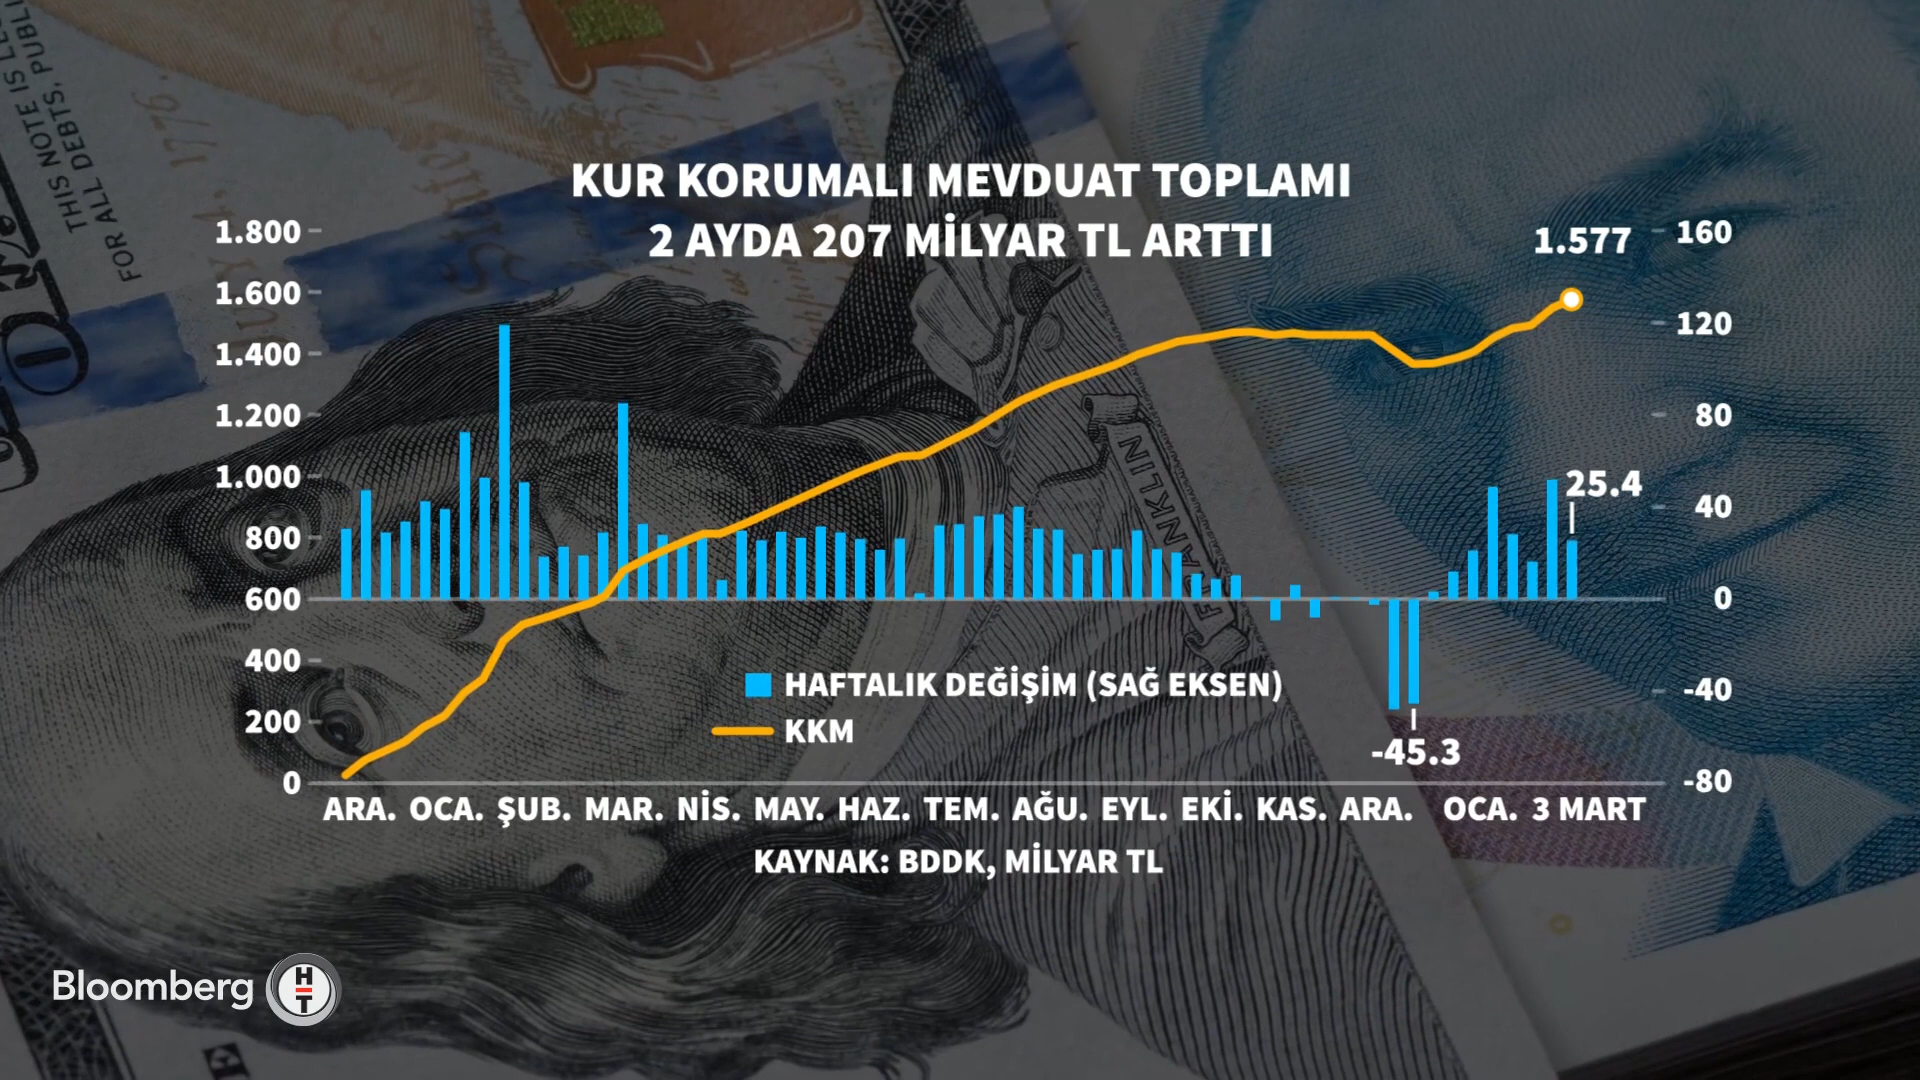 THIS NOTE IS LE
FOR ALL DEBTS, PUBLI
KUR KORUMALI MEVDUAT TOPLAMI
2 AYDA 207 MİLYAR TL ARTTI
1.800
1.600
1.400
1.200
1.000
800
600
400
200
0
1.577
160
120
80
40
0
-40
-80
25.4
-45.3
FRANKLIN
HAFTALIK DEĞİŞİM (SAĞ EKSEN)
KKM
ARA. OCA. ŞUB. MAR. NİS. MAY. HAZ. TEM. AĞU. EYL. EKİ. KAS. ARA. OCA. 3 MART
KAYNAK: BDDK, MİLYAR TL
Bloomberg HT